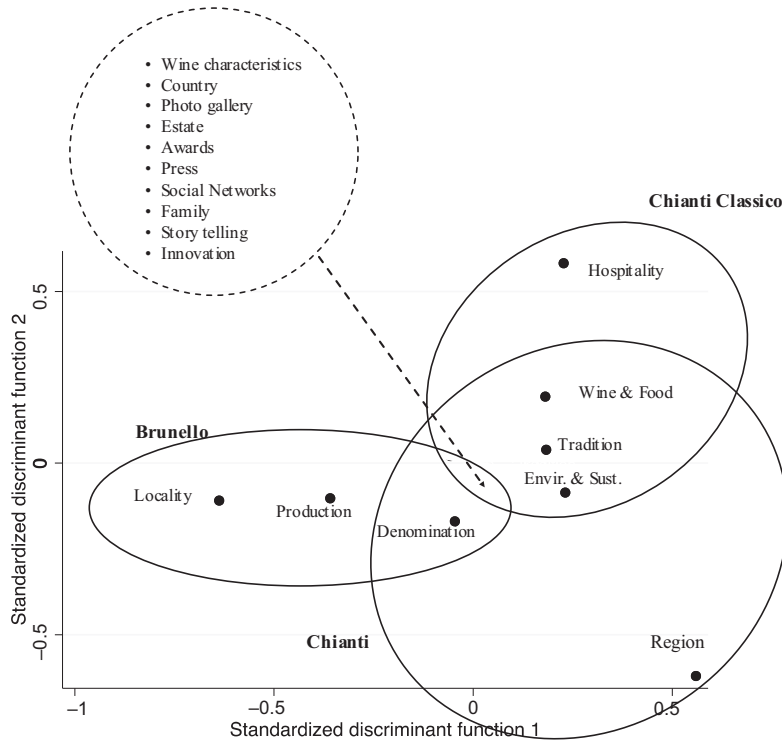 • Wine characteristics
• Country
• Photo gallery
• Estate
• Awards
• Press
• Social Networks
• Family
• Story telling
• Innovation
Chianti Classico
Hospitality
Wine & Food
Tradition
Envir. & Sust.
Brunello
Locality
Production
Denomination
Chianti
Region
Standardized discriminant function 2
0.5
0
−0.5
−1
−0.5
0
0.5
Standardized discriminant function 1